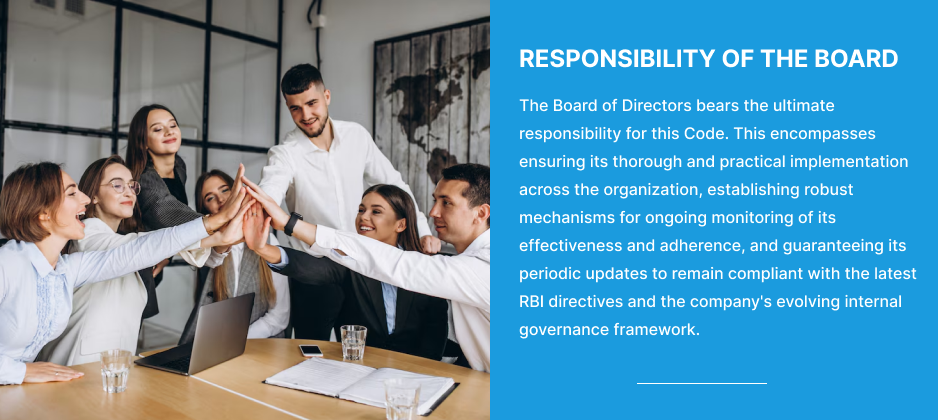 RESPONSIBILITY OF THE BOARD
The Board of Directors bears the ultimate
responsibility for this Code. This encompasses
ensuring its thorough and practical implementation
across the organization, establishing robust
mechanisms for ongoing monitoring of its
effectiveness and adherence, and guaranteeing its
periodic updates to remain compliant with the latest
RBI directives and the company's evolving internal
governance framework.